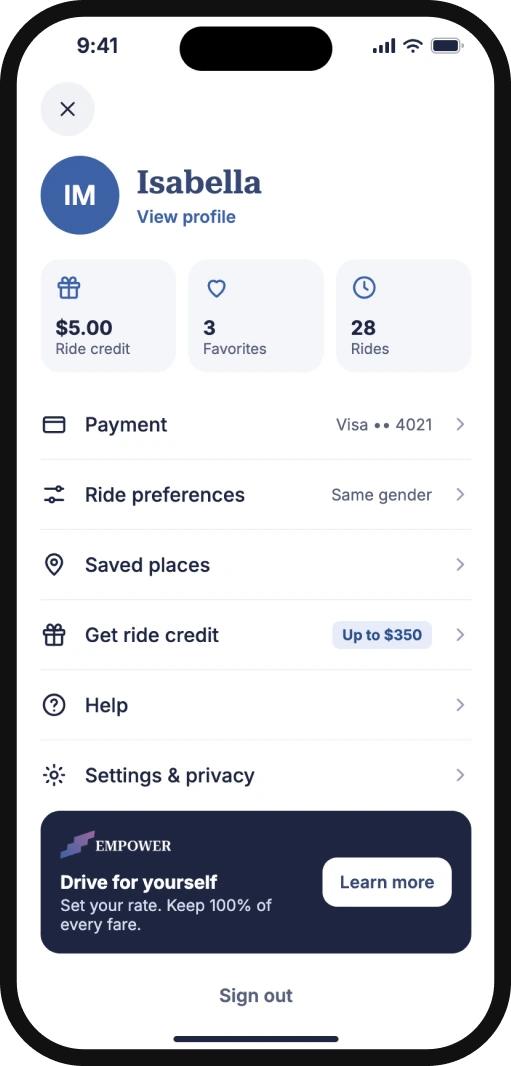 9:41
IM
Isabella
View profile
$5.00
Ride credit
3
Favorites
28
Rides
Payment
Visa •• 4021
Ride preferences
Same gender
Saved places
Get ride credit
Up to $350
Help
Settings & privacy
EMPOWER
Drive for yourself
Set your rate. Keep 100% of
every fare.
Learn more
Sign out